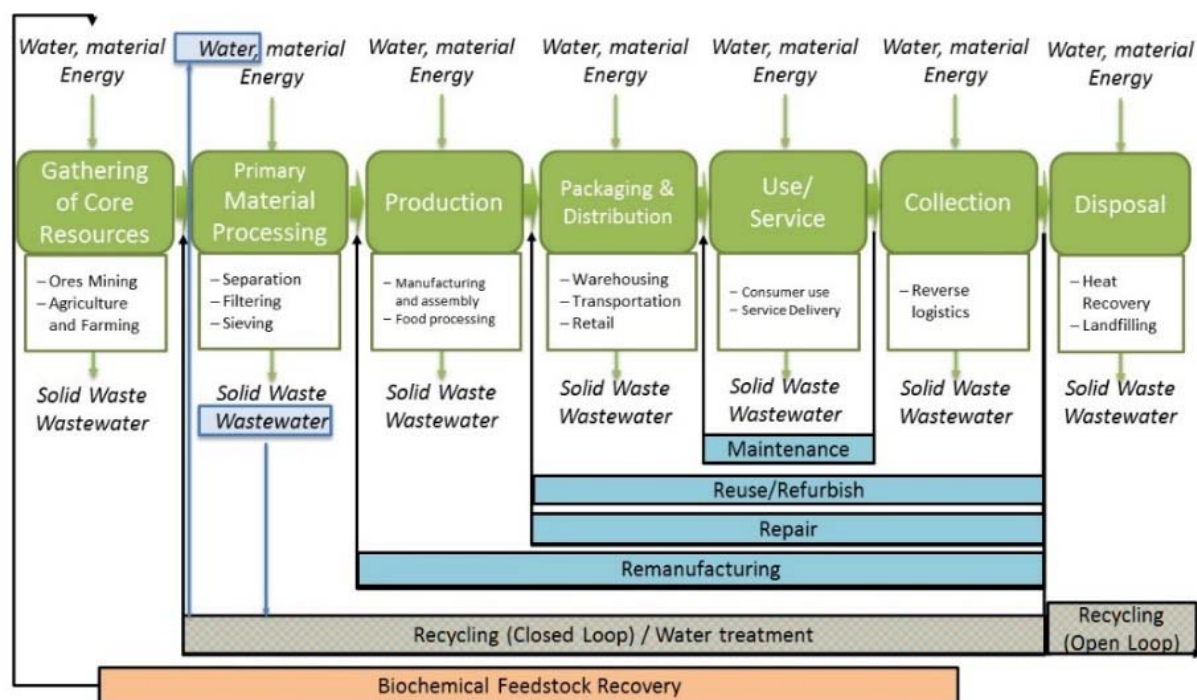 Water, material
Energy
Water, material
Energy
Water, material
Energy
Water, material
Energy
Water, material
Energy
Water, material
Energy
Water, material
Energy
Gathering
of Core
Resources
Primary
Material
Processing
Production
Packaging &
Distribution
Use/
Service
Collection
Disposal
– Ores Mining
– Agriculture
and Farming
– Separation
– Filtering
– Sieving
– Manufacturing
and assembly
– Food processing
– Warehousing
– Transportation
– Retail
– Consumer use
– Service Delivery
– Reverse
logistics
– Heat
Recovery
– Landfilling
Solid Waste
Wastewater
Solid Waste
Wastewater
Solid Waste
Wastewater
Solid Waste
Wastewater
Solid Waste
Wastewater
Solid Waste
Wastewater
Solid Waste
Wastewater
Maintenance
Reuse/Refurbish
Repair
Remanufacturing
Recycling (Closed Loop) / Water treatment
Recycling
(Open Loop)
Biochemical Feedstock Recovery